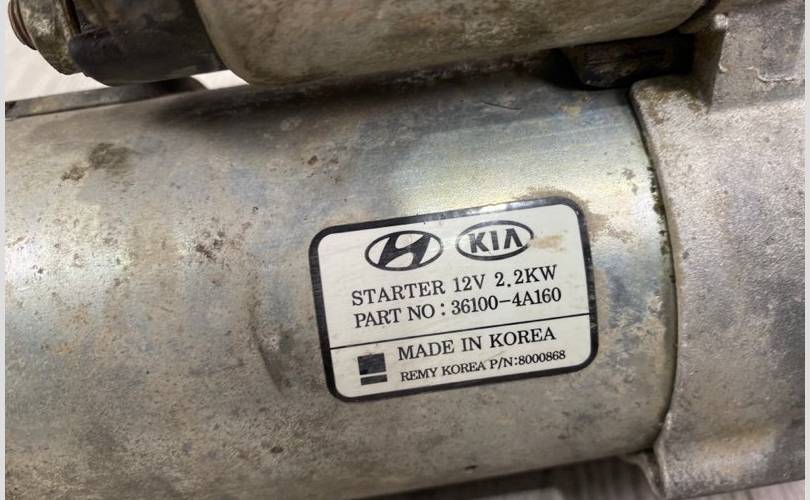 H KIA
STARTER 12V 2.2KW
PART NO : 36100-4A160
MADE IN KOREA
REMY KOREA P/N:8000868